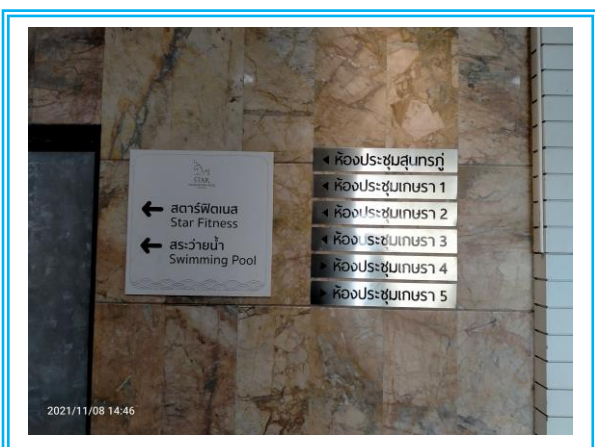 STAR
สตาร์ฟิตเนส
Star Fitness
สระว่ายน้ำ
Swimming Pool
ห้องประชุมสุนทรภู่
ห้องประชุมเกษรา 1
ห้องประชุมเกษรา 2
ห้องประชุมเกษรา 3
ห้องประชุมเกษรา 4
ห้องประชุมเกษรา 5
2021/11/08 14:46